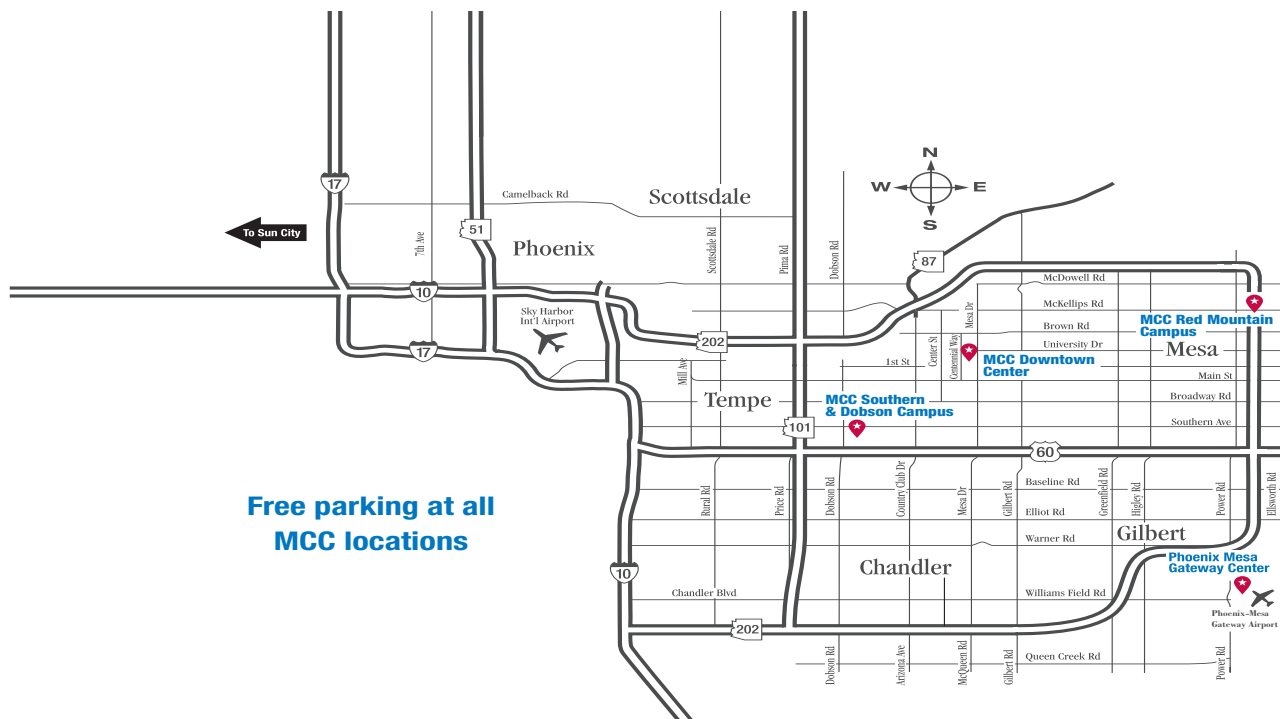 N
W
E
S
17
51
Camelback Rd
Scottsdale
To Sun City
7th Ave
Phoenix
Scottsdale Rd
Pima Rd
Dobson Rd
87
McDowell Rd
10
Sky Harbor
Int'l Airport
McKellips Rd
Mesa Dr
MCC Red Mountain
Campus
Brown Rd
202
17
University Dr
Mesa
Center St
Centennial Way
1st St
MCC Downtown
Center
Mill Ave
Main St
Tempe
MCC Southern
& Dobson Campus
Broadway Rd
101
Southern Ave
60
Rural Rd
Price Rd
Dobson Rd
Country Club Dr
Mesa Dr
Gilbert Rd
Baseline Rd
Greenfield Rd
Higley Rd
Power Rd
Ellsworth Rd
Free parking at all
MCC locations
Elliot Rd
Gilbert
Warner Rd
Phoenix Mesa
Gateway Center
Chandler
10
Chandler Blvd
Williams Field Rd
Phoenix-Mesa
Gateway Airport
202
Dobson Rd
Arizona Ave
McQueen Rd
Gilbert Rd
Queen Creek Rd
Power Rd